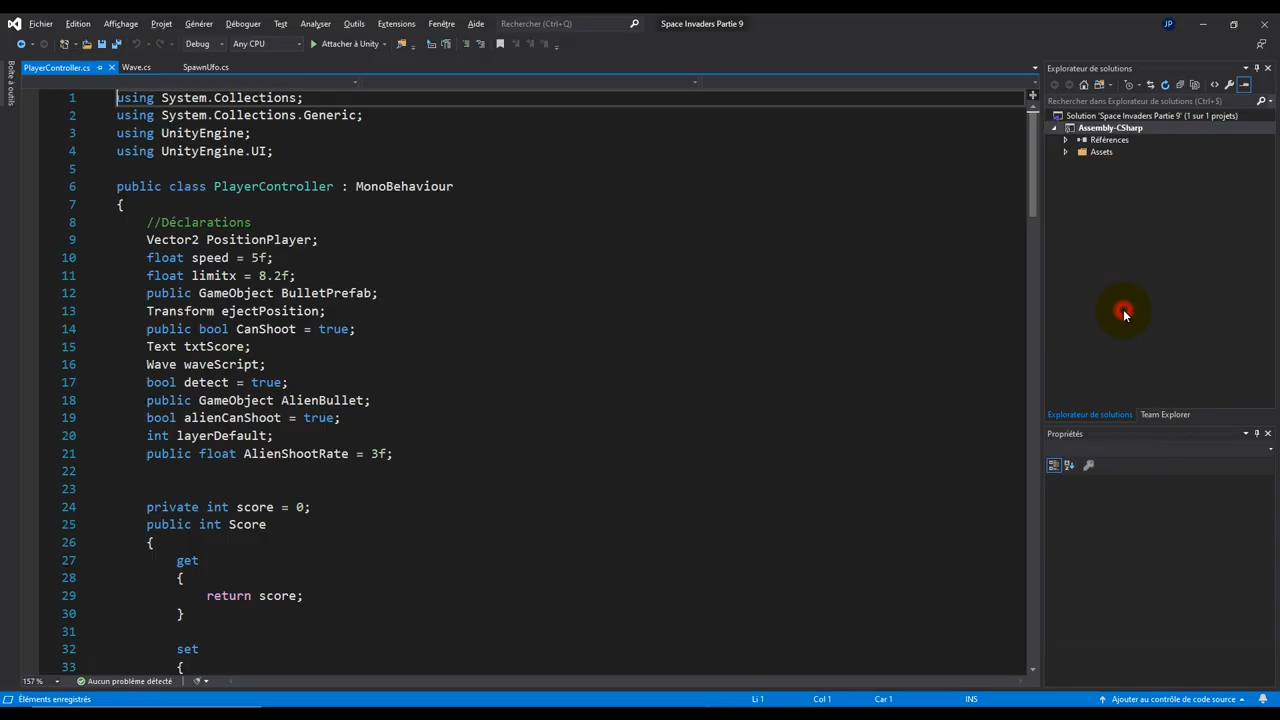 Fichier Edition Affichage Projet Générer Déboguer Test Analyser Outils Extensions Fenêtre Aide Rechercher (Ctrl+Q) Space Invaders Partie 9 JP
Debug Any CPU Attacher à Unity
Boîte à outils
PlayerController.cs Wave.cs SpawnUfo.cs
1 using System.Collections;
2 using System.Collections.Generic;
3 using UnityEngine;
4 using UnityEngine.UI;
5
6 public class PlayerController : MonoBehaviour
7 {
8 //Déclarations
9 Vector2 PositionPlayer;
10 float speed = 5f;
11 float limitx = 8.2f;
12 public GameObject BulletPrefab;
13 Transform ejectPosition;
14 public bool CanShoot = true;
15 Text txtScore;
16 Wave waveScript;
17 bool detect = true;
18 public GameObject AlienBullet;
19 bool alienCanShoot = true;
20 int layerDefault;
21 public float AlienShootRate = 3f;
22
23
24 private int score = 0;
25 public int Score
26 {
27 get
28 {
29 return score;
30 }
31
32 set
33 {
157 % Aucun problème détecté
Explorateur de solutions
Rechercher dans Explorateur de solutions (Ctrl+$)
Solution 'Space Invaders Partie 9' (1 sur 1 projets)
Assembly-CSharp
Références
Assets
Explorateur de solutions Team Explorer
Propriétés
Éléments enregistrés Li 1 Col 1 Car 1 INS Ajouter au contrôle de code source